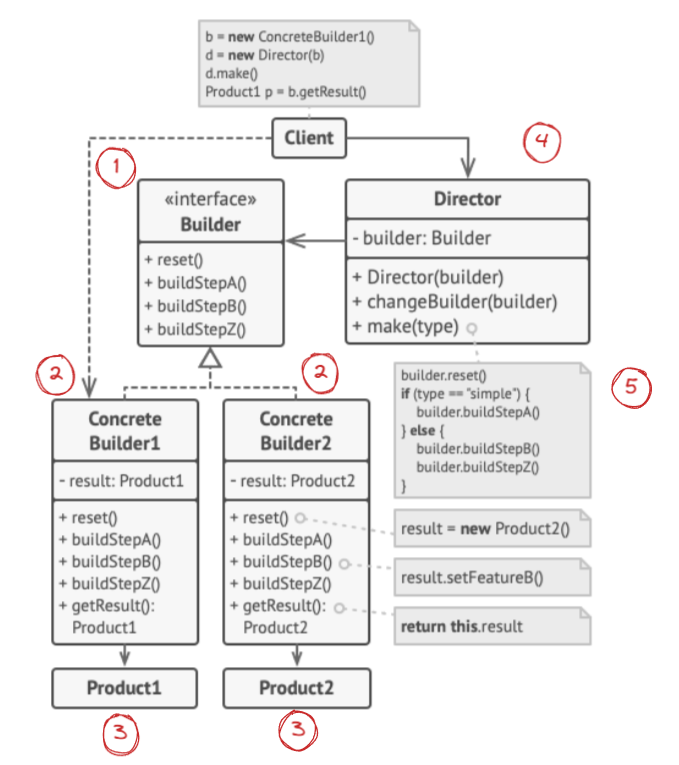 b = new ConcreteBuilder1()
d = new Director(b)
d.make()
Product1 p = b.getResult()
Client
1
4
«interface»
Builder
+ reset()
+ buildStepA()
+ buildStepB()
+ buildStepZ()
Director
- builder: Builder
+ Director(builder)
+ changeBuilder(builder)
+ make(type)
2
2
5
builder.reset()
if (type == "simple") {
builder.buildStepA()
} else {
builder.buildStepB()
builder.buildStepZ()
}
Concrete
Builder1
- result: Product1
+ reset()
+ buildStepA()
+ buildStepB()
+ buildStepZ()
+ getResult():
Product1
Concrete
Builder2
- result: Product2
+ reset()
+ buildStepA()
+ buildStepB()
+ buildStepZ()
+ getResult():
Product2
result = new Product2()
result.setFeatureB()
return this.result
Product1
Product2
3
3